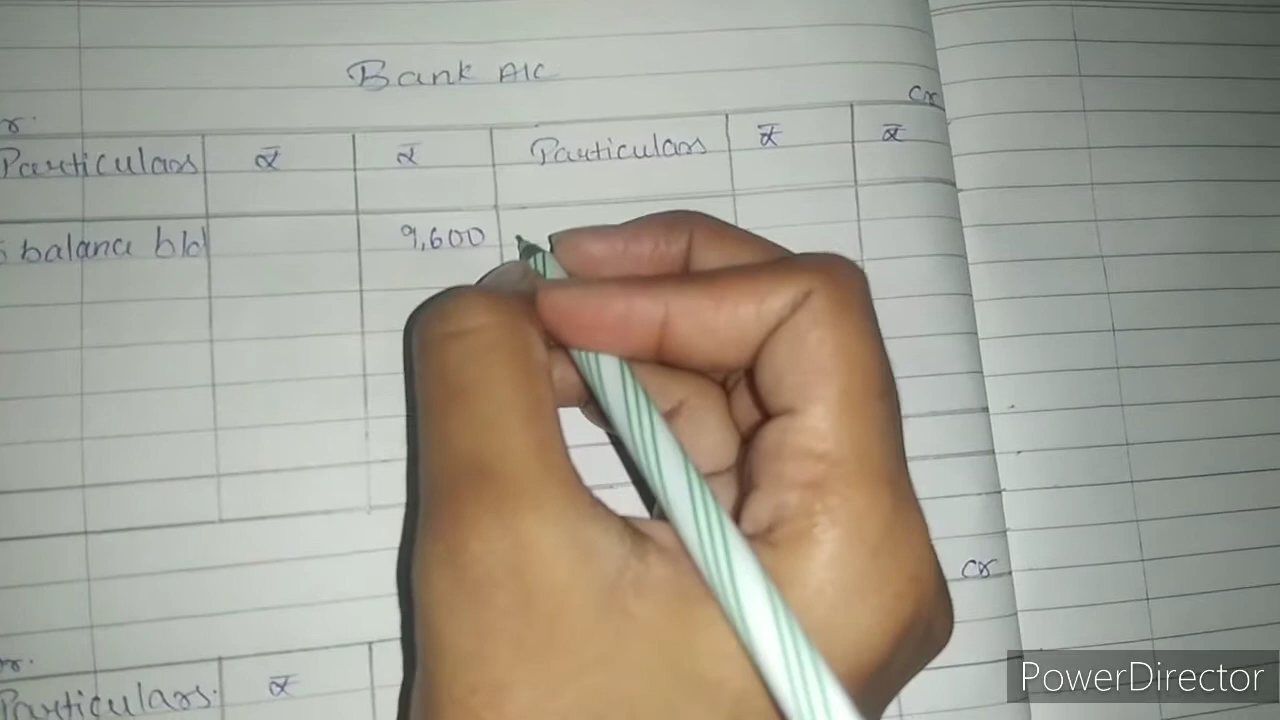 Bank A/C
r.
Cr
Particulars ₹ ₹ Particulars ₹ ₹
o balance b/d 9,600
r.
Cr
Particulars. ₹
PowerDirector